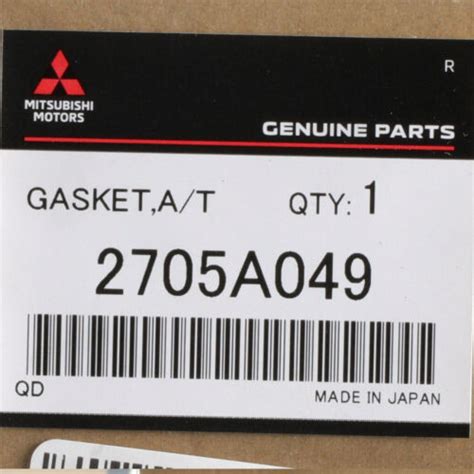 R
MITSUBISHI
MOTORS
GENUINE PARTS
GASKET,A/T QTY: 1
2705A049
QD MADE IN JAPAN